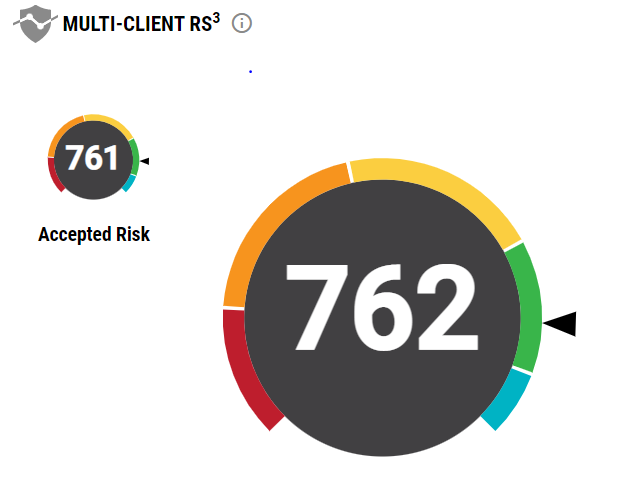 MULTI-CLIENT RS³
761
Accepted Risk
762